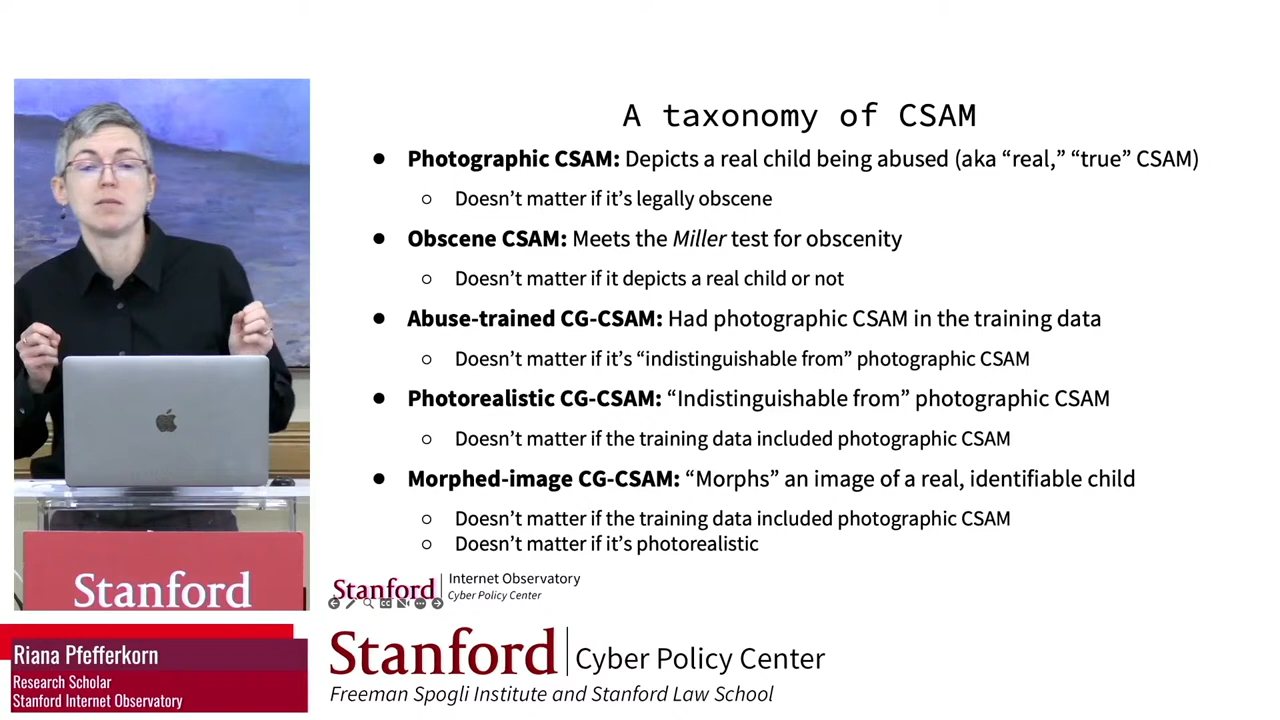 A taxonomy of CSAM
● Photographic CSAM: Depicts a real child being abused (aka “real,” “true” CSAM)
○ Doesn’t matter if it’s legally obscene
● Obscene CSAM: Meets the Miller test for obscenity
○ Doesn’t matter if it depicts a real child or not
● Abuse-trained CG-CSAM: Had photographic CSAM in the training data
○ Doesn’t matter if it’s “indistinguishable from” photographic CSAM
● Photorealistic CG-CSAM: “Indistinguishable from” photographic CSAM
○ Doesn’t matter if the training data included photographic CSAM
● Morphed-image CG-CSAM: “Morphs” an image of a real, identifiable child
○ Doesn’t matter if the training data included photographic CSAM
○ Doesn’t matter if it’s photorealistic
Stanford
Internet Observatory
Cyber Policy Center
Stanford
Riana Pfefferkorn
Research Scholar
Stanford Internet Observatory
Stanford
Cyber Policy Center
Freeman Spogli Institute and Stanford Law School